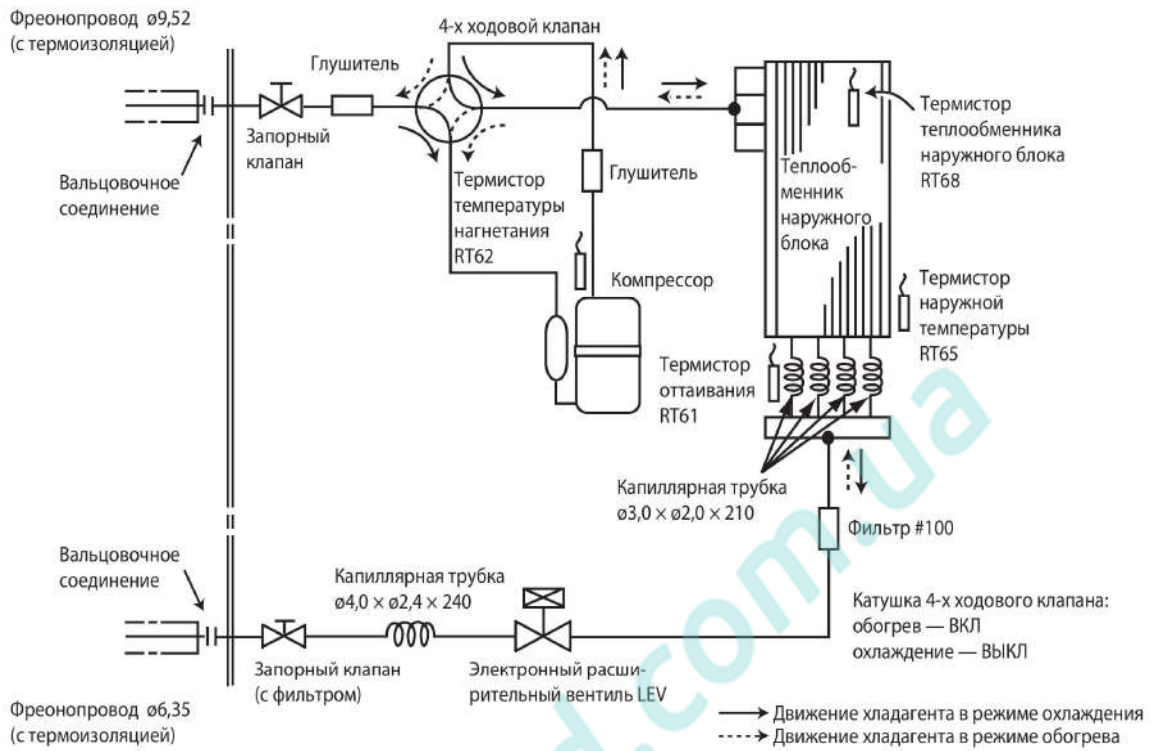 Фреонопровод ø9,52
(с термоизоляцией)
4-х ходовой клапан
Глушитель
Запорный
клапан
Вальцовочное
соединение
Термистор
температуры
нагнетания
RT62
Глушитель
Компрессор
Теплооб-
менник
наружного
блока
Термистор
теплообменника
наружного блока
RT68
Термистор
наружной
температуры
RT65
Термистор
оттаивания
RT61
Капиллярная трубка
ø3,0 × ø2,0 × 210
Фильтр #100
Вальцовочное
соединение
Капиллярная трубка
ø4,0 × ø2,4 × 240
Катушка 4-х ходового клапана:
обогрев — ВКЛ
охлаждение — ВЫКЛ
Запорный клапан
(с фильтром)
Электронный расши-
рительный вентиль LEV
Фреонопровод ø6,35
(с термоизоляцией)
Движение хладагента в режиме охлаждения
Движение хладагента в режиме обогрева
d.com.ua